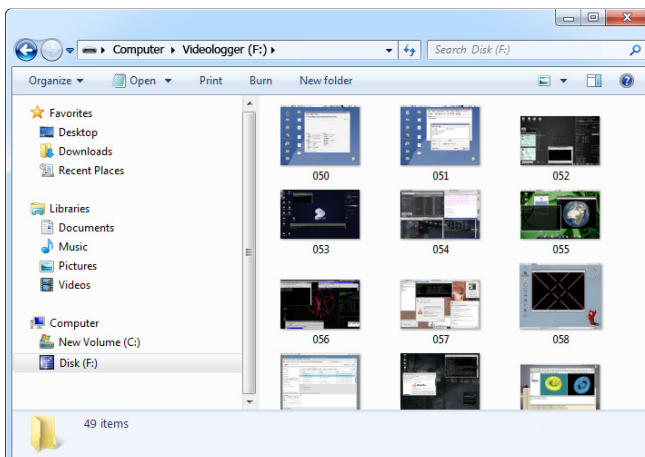 Computer Videologger (F:)
Search Disk (F:)
Organize Open Print Burn New folder
Favorites
Desktop
Downloads
Recent Places
Libraries
Documents
Music
Pictures
Videos
Computer
New Volume (C:)
Disk (F:)
050 051 052
053 054 055
056 057 058
49 items